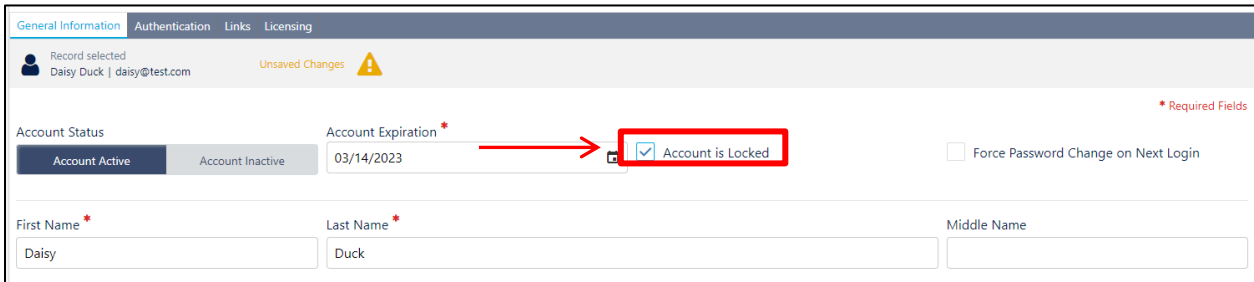 General Information Authentication Links Licensing
Record selected
Daisy Duck | daisy@test.com
Unsaved Changes
* Required Fields
Account Status
Account Expiration *
Account Active Account Inactive
03/14/2023
Account is Locked
Force Password Change on Next Login
First Name *
Last Name *
Middle Name
Daisy
Duck